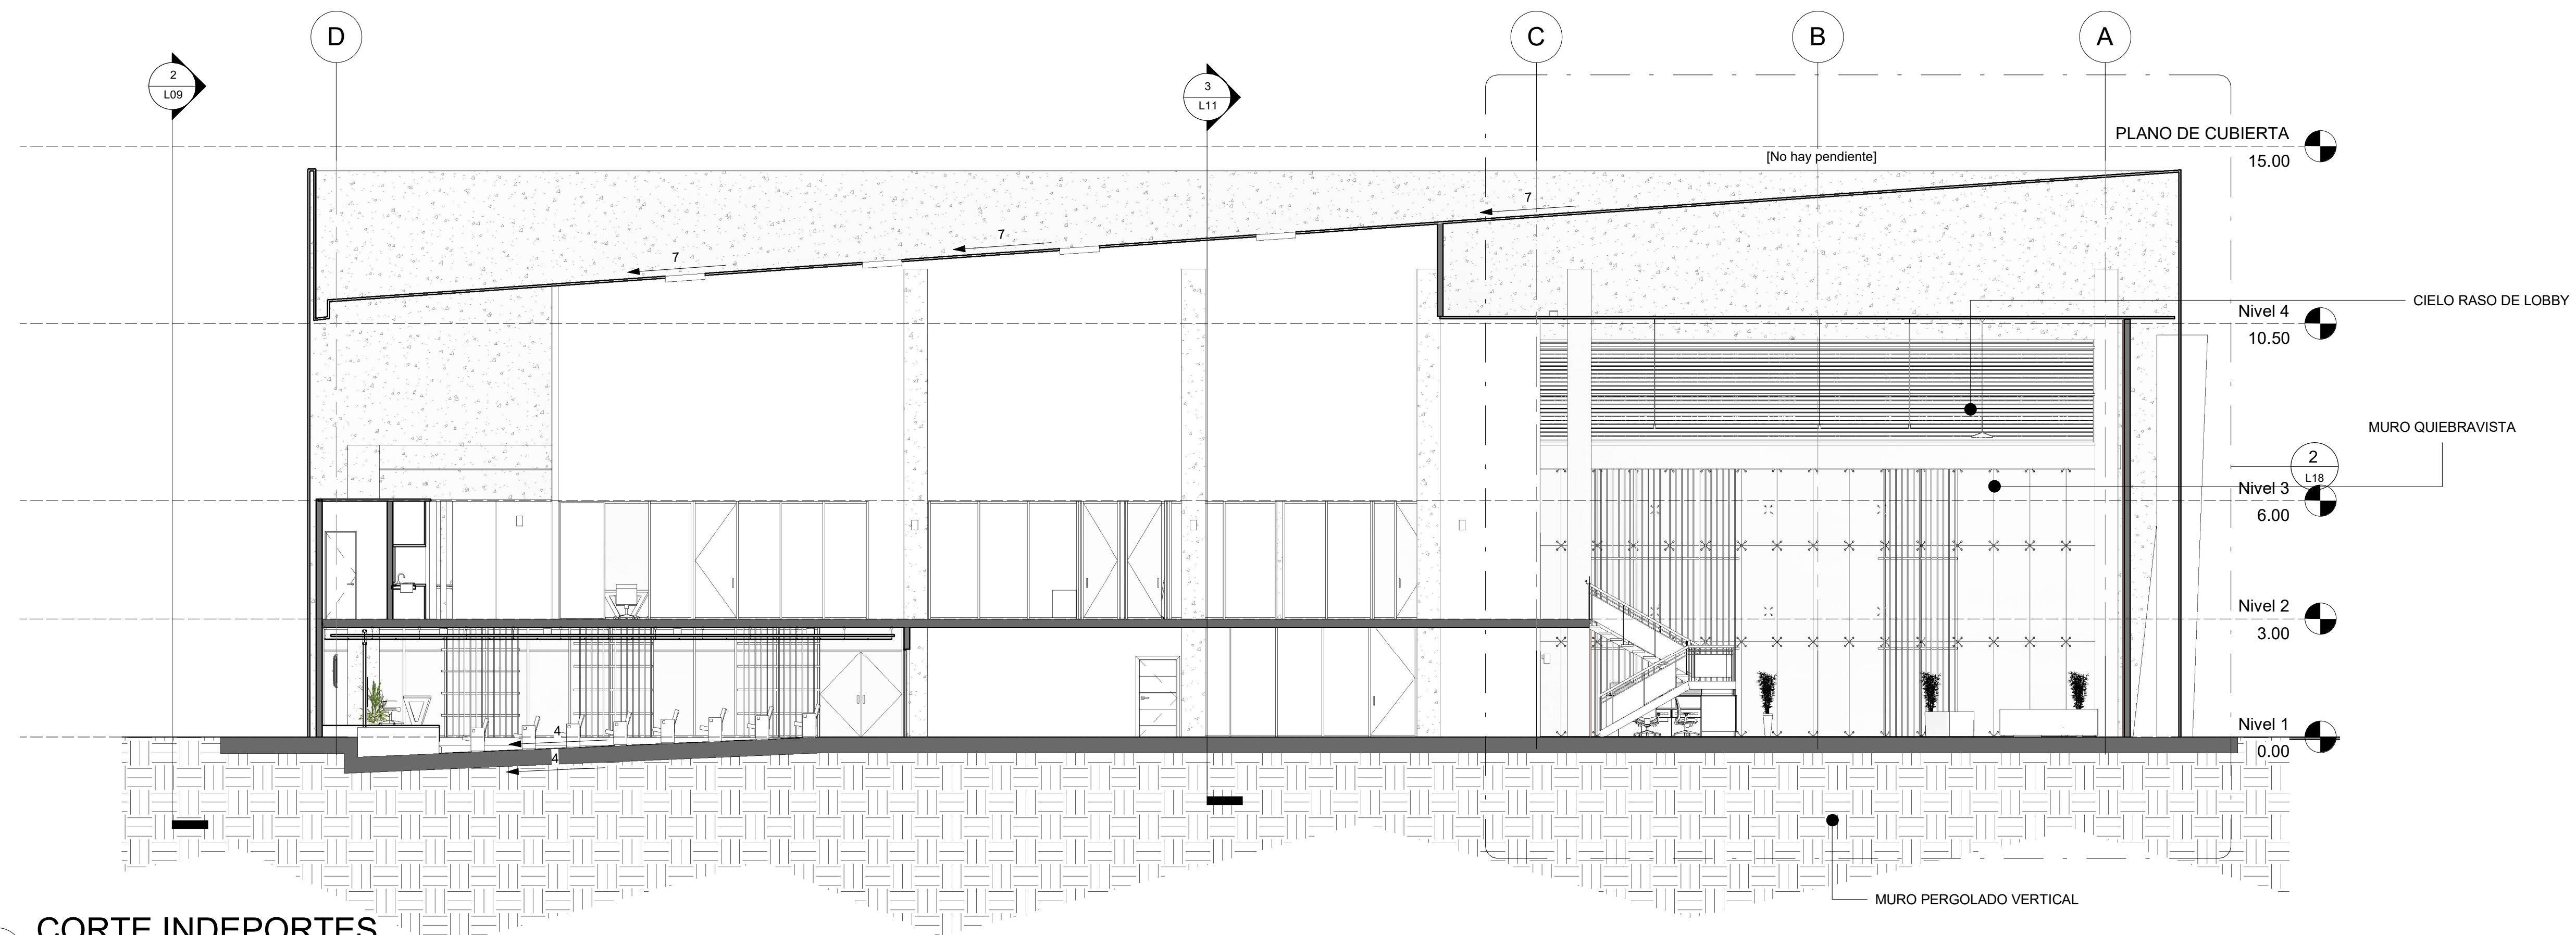 D
C
B
A
2
L09
3
L11
PLANO DE CUBIERTA
15.00
[No hay pendiente]
7
7
7
CIELO RASO DE LOBBY
Nivel 4
10.50
MURO QUIEBRAVISTA
2
L18
Nivel 3
6.00
Nivel 2
3.00
Nivel 1
0.00
4
4
MURO PERGOLADO VERTICAL
CORTE INDEPORTES